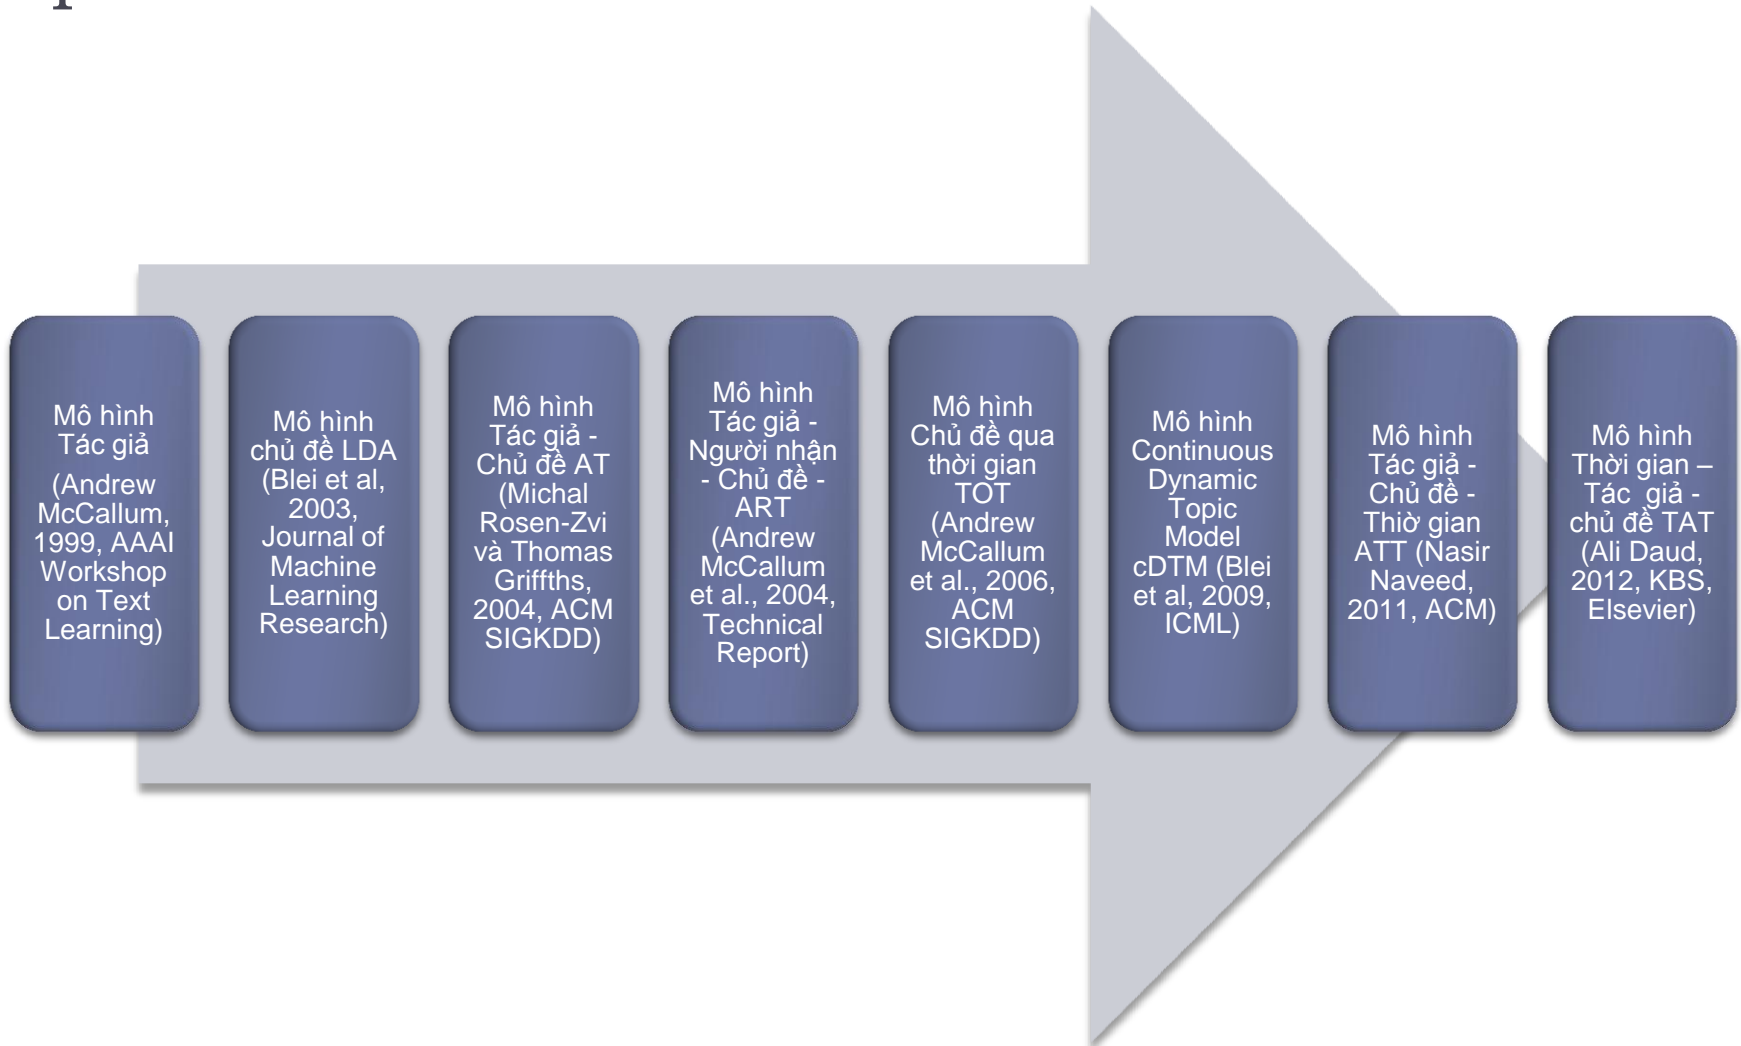 Mô hình
Tác giả
(Andrew
McCallum,
1999, AAAI
Workshop
on Text
Learning)
Mô hình
chủ đề LDA
(Blei et al,
2003,
Journal of
Machine
Learning
Research)
Mô hình
Tác giả -
Chủ đề AT
(Michal
Rosen-Zvi
và Thomas
Griffths,
2004, ACM
SIGKDD)
Mô hình
Tác giả -
Người nhận
- Chủ đề -
ART
(Andrew
McCallum
et al., 2004,
Technical
Report)
Mô hình
Chủ đề qua
thời gian
TOT
(Andrew
McCallum
et al., 2006,
ACM
SIGKDD)
Mô hình
Continuous
Dynamic
Topic
Model
cDTM (Blei
et al, 2009,
ICML)
Mô hình
Tác giả -
Chủ đề -
Thiờ gian
ATT (Nasir
Naveed,
2011, ACM)
Mô hình
Thời gian –
Tác  giả -
chủ đề TAT
(Ali Daud,
2012, KBS,
Elsevier)